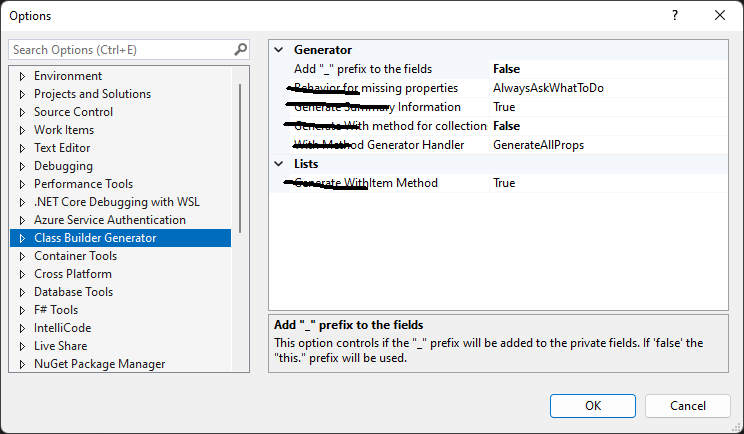 Options
Search Options (Ctrl+E)
Environment
Projects and Solutions
Source Control
Work Items
Text Editor
Debugging
Performance Tools
.NET Core Debugging with WSL
Azure Service Authentication
Class Builder Generator
Container Tools
Cross Platform
Database Tools
F# Tools
IntelliCode
Live Share
NuGet Package Manager
Generator
Add "_" prefix to the fields False
Behavior for missing properties AlwaysAskWhatToDo
Generate Summary Information True
Generate With method for collection False
With Method Generator Handler GenerateAllProps
Lists
Generate WithItem Method True
Add "_" prefix to the fields
This option controls if the "_" prefix will be added to the private fields. If 'false' the
"this." prefix will be used.
OK
Cancel